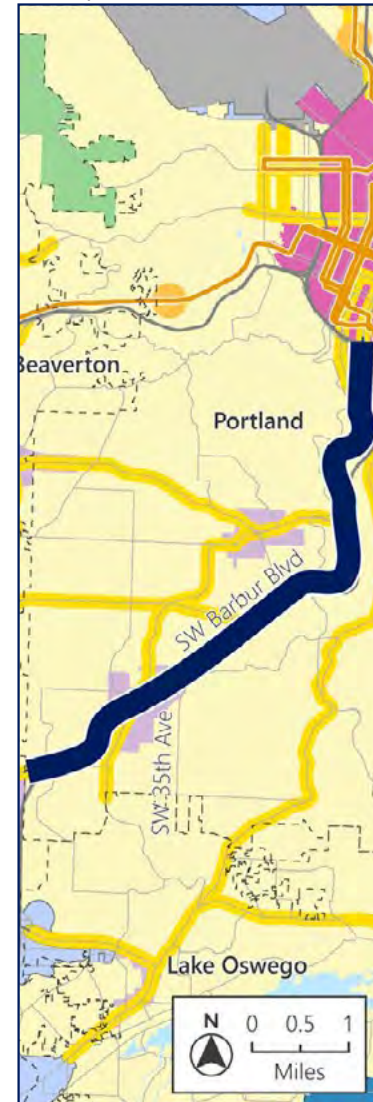 Beaverton
Portland
SW Barbur Blvd
SW 35th Ave
Lake Oswego
N 0 0.5 1
Miles